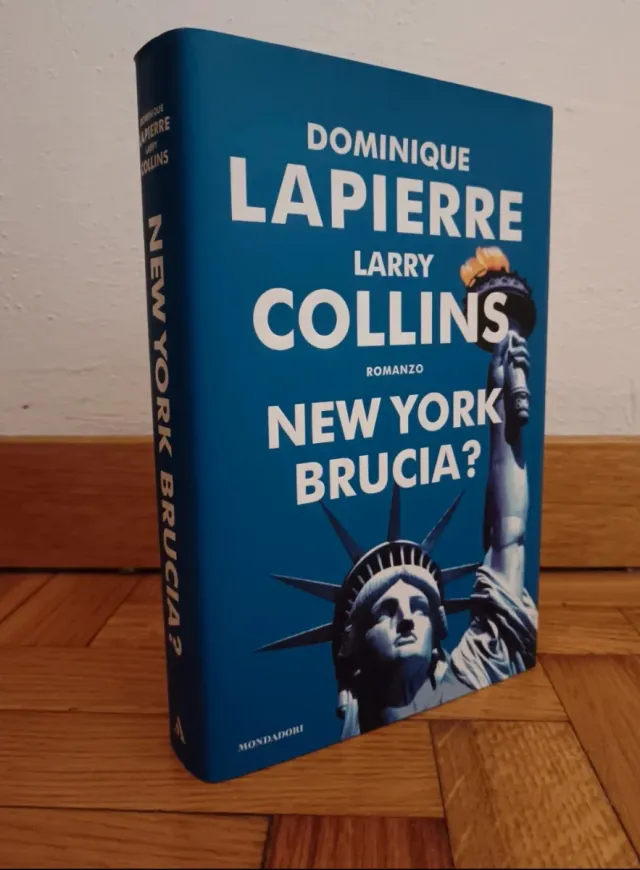 DOMINIQUE
LAPIERRE
LARRY
COLLINS
ROMANZO
NEW YORK
BRUCIA?
MONDADORI
DOMINIQUE
LAPIERRE
LARRY
COLLINS
NEW YORK BRUCIA?